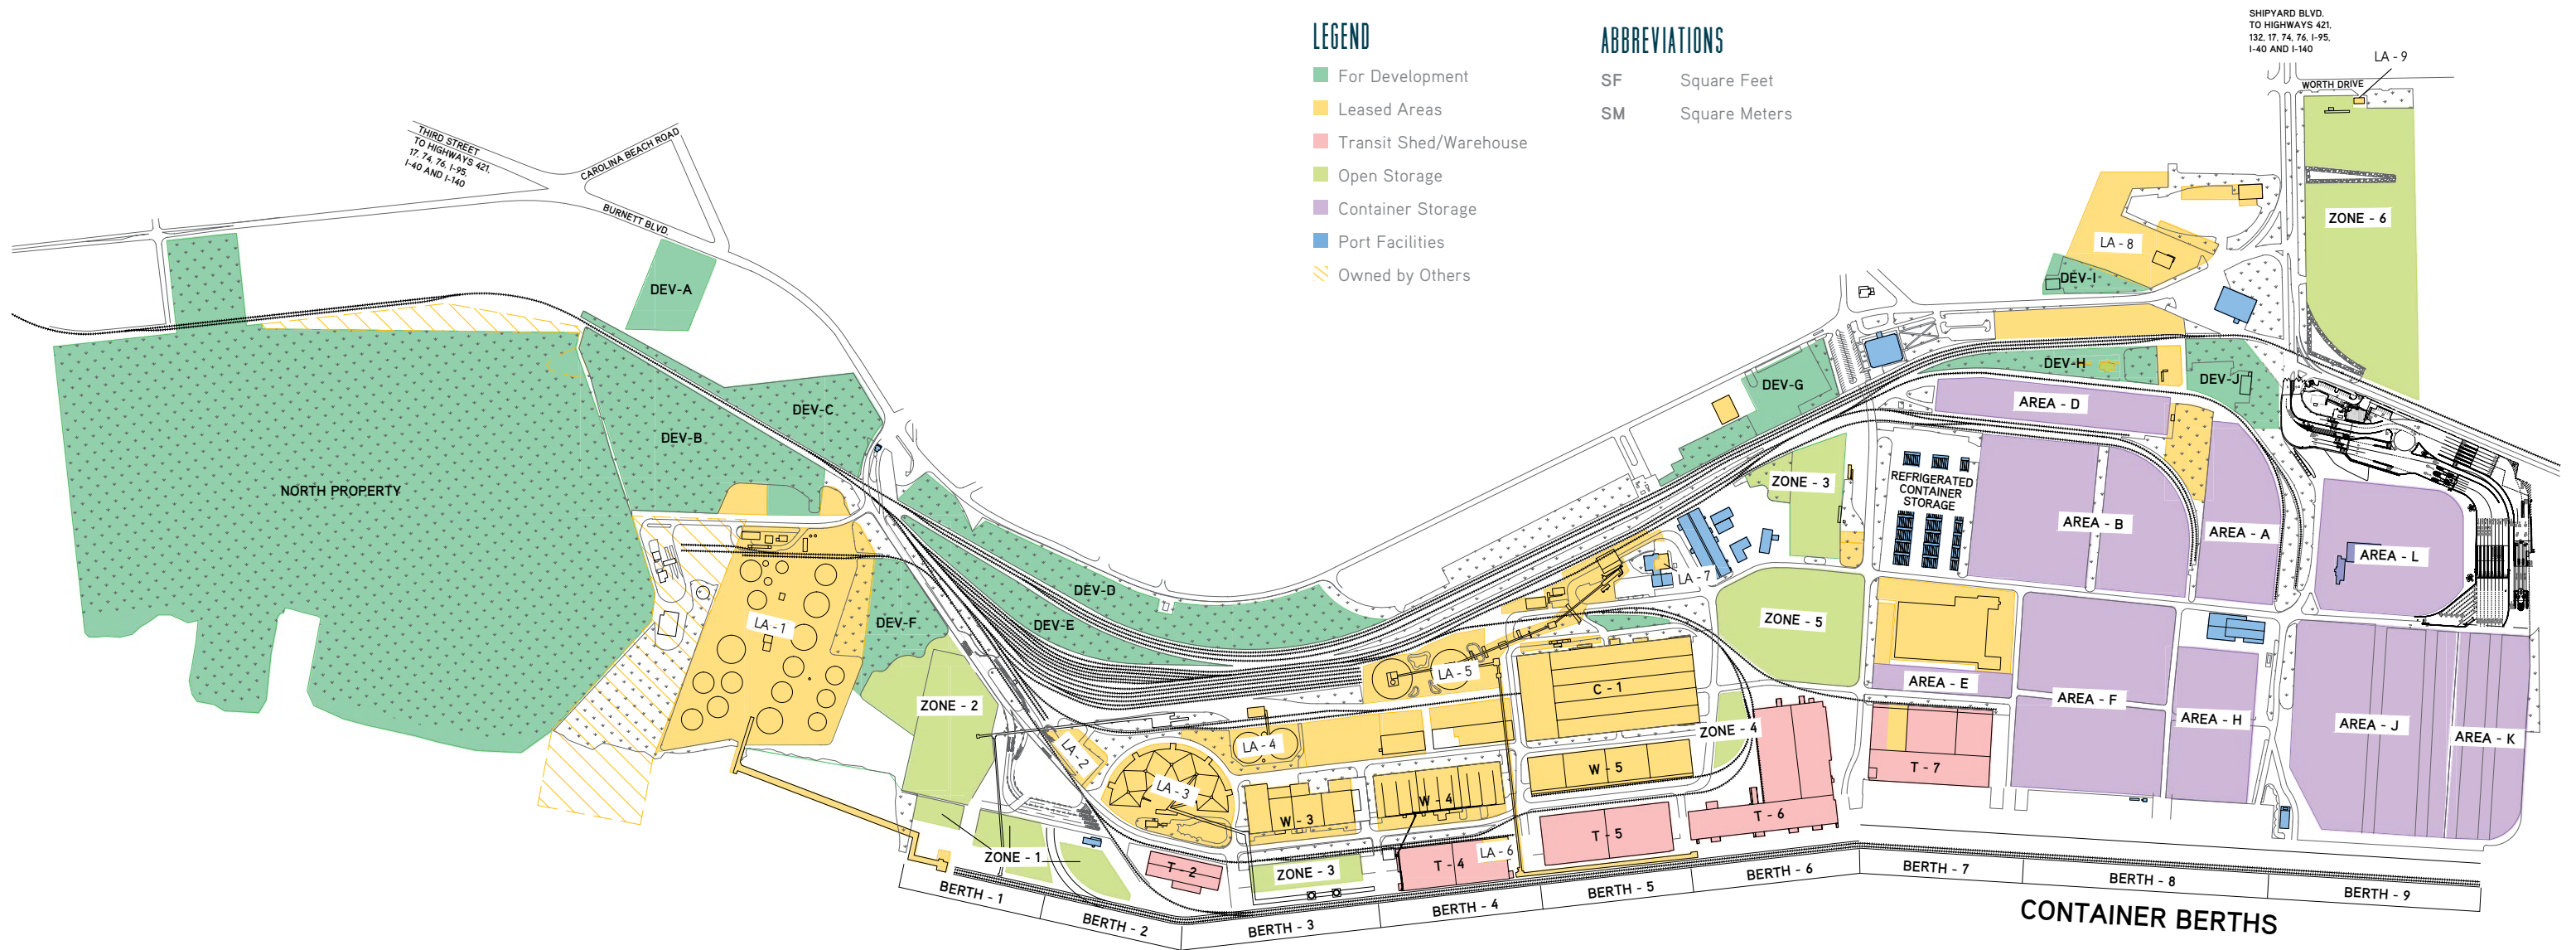 LEGEND
For Development
Leased Areas
Transit Shed/Warehouse
Open Storage
Container Storage
Port Facilities
Owned by Others
ABBREVIATIONS
SF Square Feet
SM Square Meters
SHIPYARD BLVD.
TO HIGHWAYS 421,
132, 17, 74, 76, I-95,
I-40 AND I-140
LA - 9
WORTH DRIVE
ZONE - 6
THIRD STREET
TO HIGHWAYS 421,
17, 74, 76, I-95,
I-40 AND I-140
CAROLINA BEACH ROAD
BURNETT BLVD.
DEV-A
LA - 8
DEV-I
DEV-C
DEV-B
NORTH PROPERTY
DEV-G
DEV-H
DEV-J
AREA - D
ZONE - 3
REFRIGERATED
CONTAINER
STORAGE
AREA - B
AREA - A
AREA - L
LA - 7
DEV-D
DEV-E
DEV-F
LA - 1
ZONE - 5
LA - 5
C - 1
AREA - E
AREA - F
AREA - H
AREA - J
AREA - K
ZONE - 2
LA - 2
LA - 4
LA - 3
ZONE - 4
W - 5
W - 4
W - 3
T - 7
T - 6
T - 5
LA - 6
T - 4
ZONE - 1
T - 2
ZONE - 3
BERTH - 1
BERTH - 2
BERTH - 3
BERTH - 4
BERTH - 5
BERTH - 6
BERTH - 7
BERTH - 8
BERTH - 9
CONTAINER BERTHS